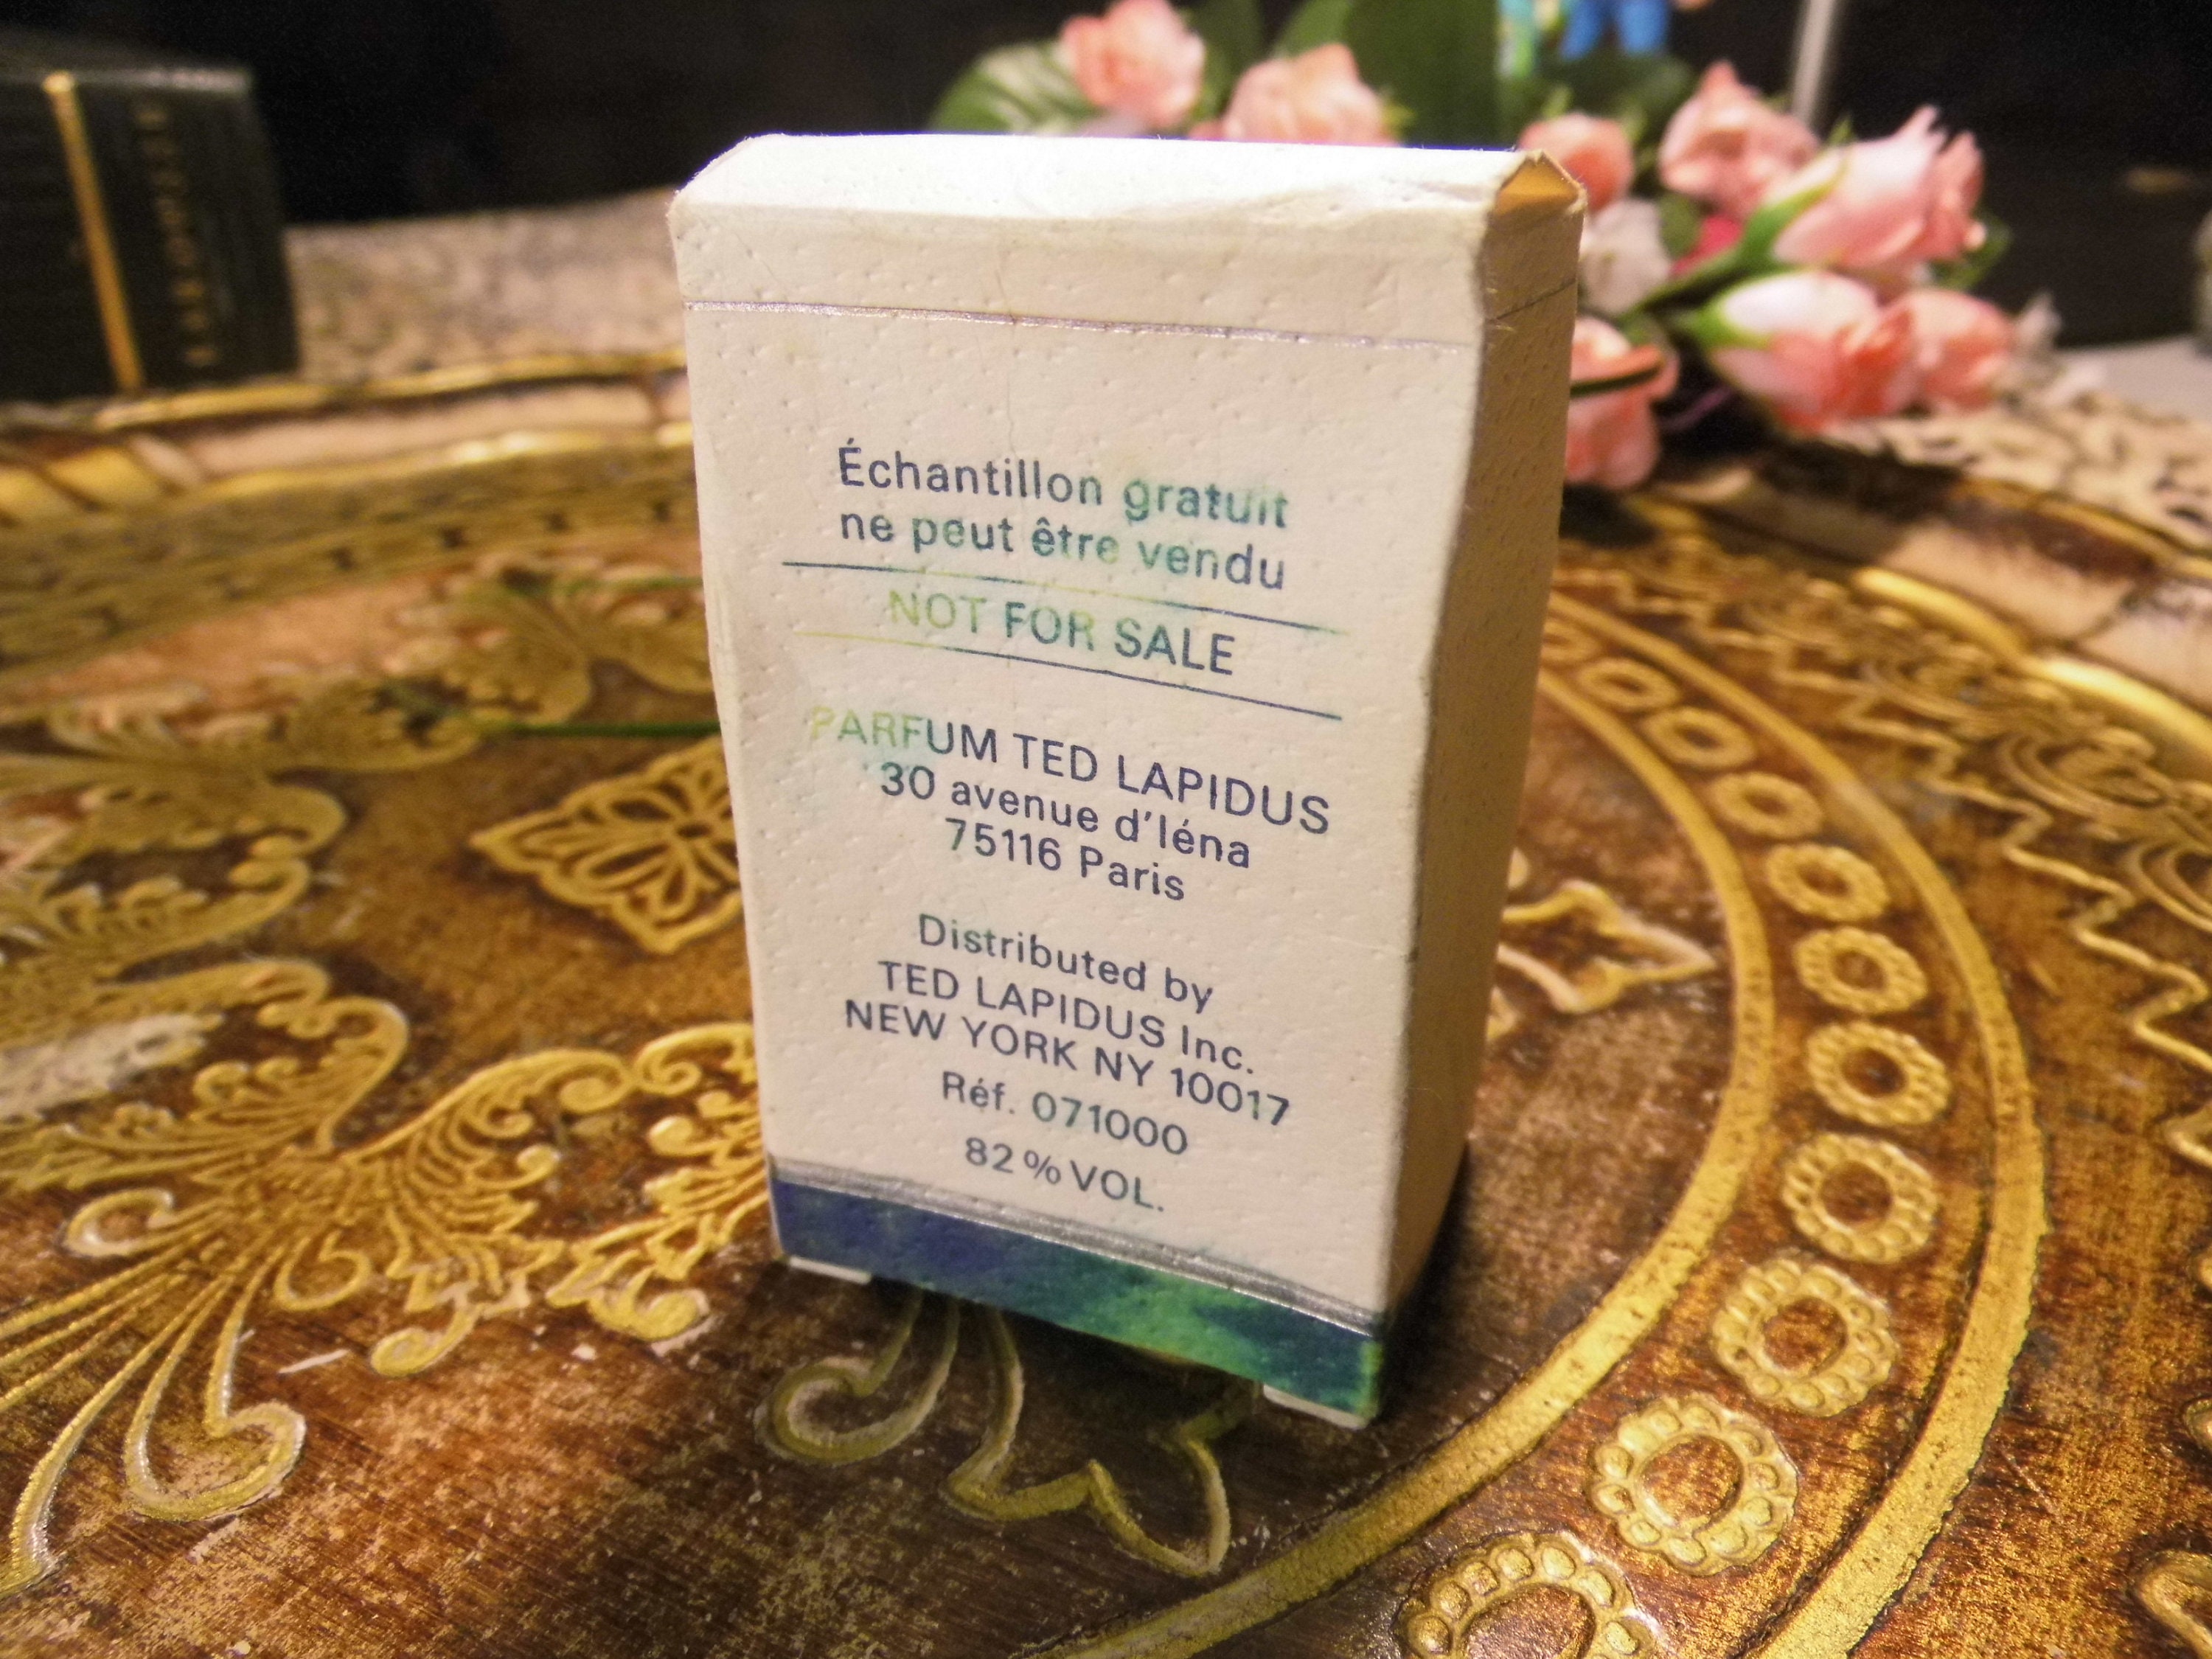 Échantillon gratuit
ne peut être vendu
NOT FOR SALE
PARFUM TED LAPIDUS
30 avenue d'Iéna
75116 Paris
Distributed by
TED LAPIDUS Inc.
NEW YORK NY 10017
Réf. 071000
82 % VOL.